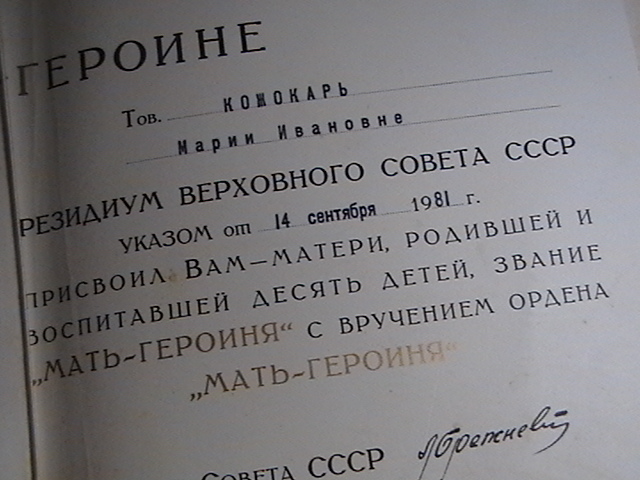 ГЕРОИНЕ
Тов. КОЖОКАРЬ
Марии Ивановне
РЕЗИДИУМ ВЕРХОВНОГО СОВЕТА СССР
УКАЗОМ от 14 сентября 1981 г.
ПРИСВОИЛ ВАМ—МАТЕРИ, РОДИВШЕЙ И
ВОСПИТАВШЕЙ ДЕСЯТЬ ДЕТЕЙ, ЗВАНИЕ
„МАТЬ-ГЕРОИНЯ“ С ВРУЧЕНИЕМ ОРДЕНА
„МАТЬ-ГЕРОИНЯ“
СОВЕТА СССР ЛБрежнев